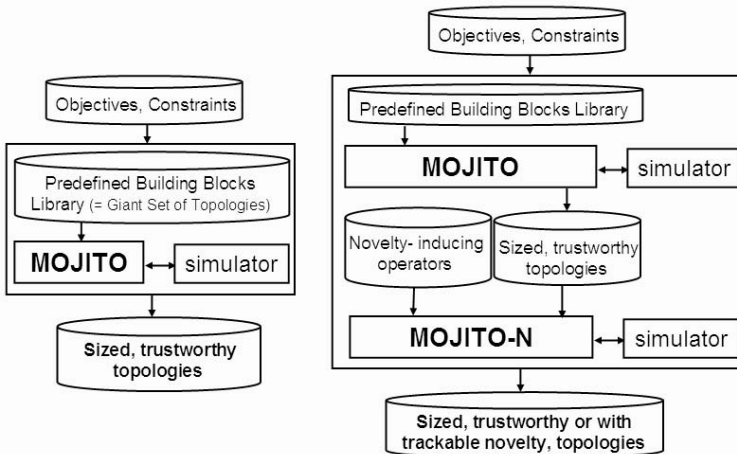 Objectives, Constraints
Predefined Building Blocks
Library (= Giant Set of Topologies)
MOJITO
simulator
Sized, trustworthy
topologies
Objectives, Constraints
Predefined Building Blocks Library
MOJITO
simulator
Novelty- inducing
operators
Sized, trustworthy
topologies
MOJITO-N
simulator
Sized, trustworthy or with
trackable novelty, topologies